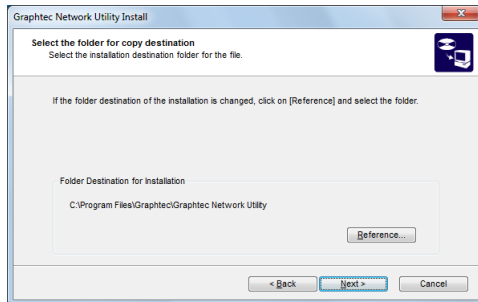 Graphtec Network Utility Install
Select the folder for copy destination
Select the installation destination folder for the file.
If the folder destination of the installation is changed, click on [Reference] and select the folder.
Folder Destination for Installation
C:\Program Files\Graphtec\Graphtec Network Utility
Reference...
< Back
Next >
Cancel